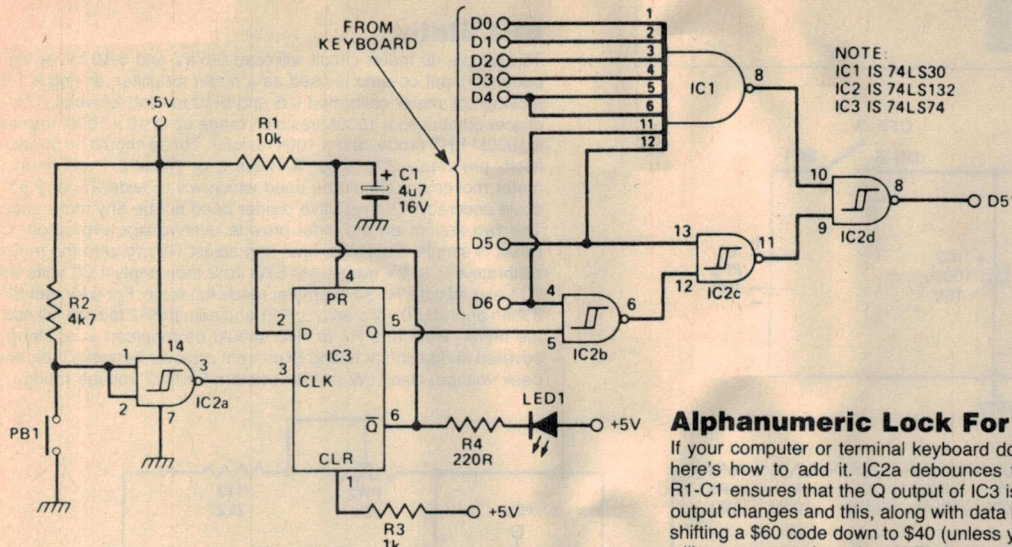 FROM
KEYBOARD
D0
D1
D2
D3
D4
1
2
3
4
5
6
11
12
IC1
8
NOTE:
IC1 IS 74LS30
IC2 IS 74LS132
IC3 IS 74LS74
+5V
R1
10k
+
C1
4u7
16V
10
9
8
IC2d
D5'
D5
13
12
11
IC2c
D6
4
5
6
IC2b
R2
4k7
14
1
2
3
7
IC2a
PB1
4
PR
2
D
Q
5
IC3
3
CLK
Q
6
CLR
1
R3
1k
+5V
R4
220R
LED1
+5V
Alphanumeric Lock For
If your computer or terminal keyboard do
here's how to add it. IC2a debounces
R1-C1 ensures that the Q output of IC3 is
output changes and this, along with data
shifting a $60 code down to $40 (unless y